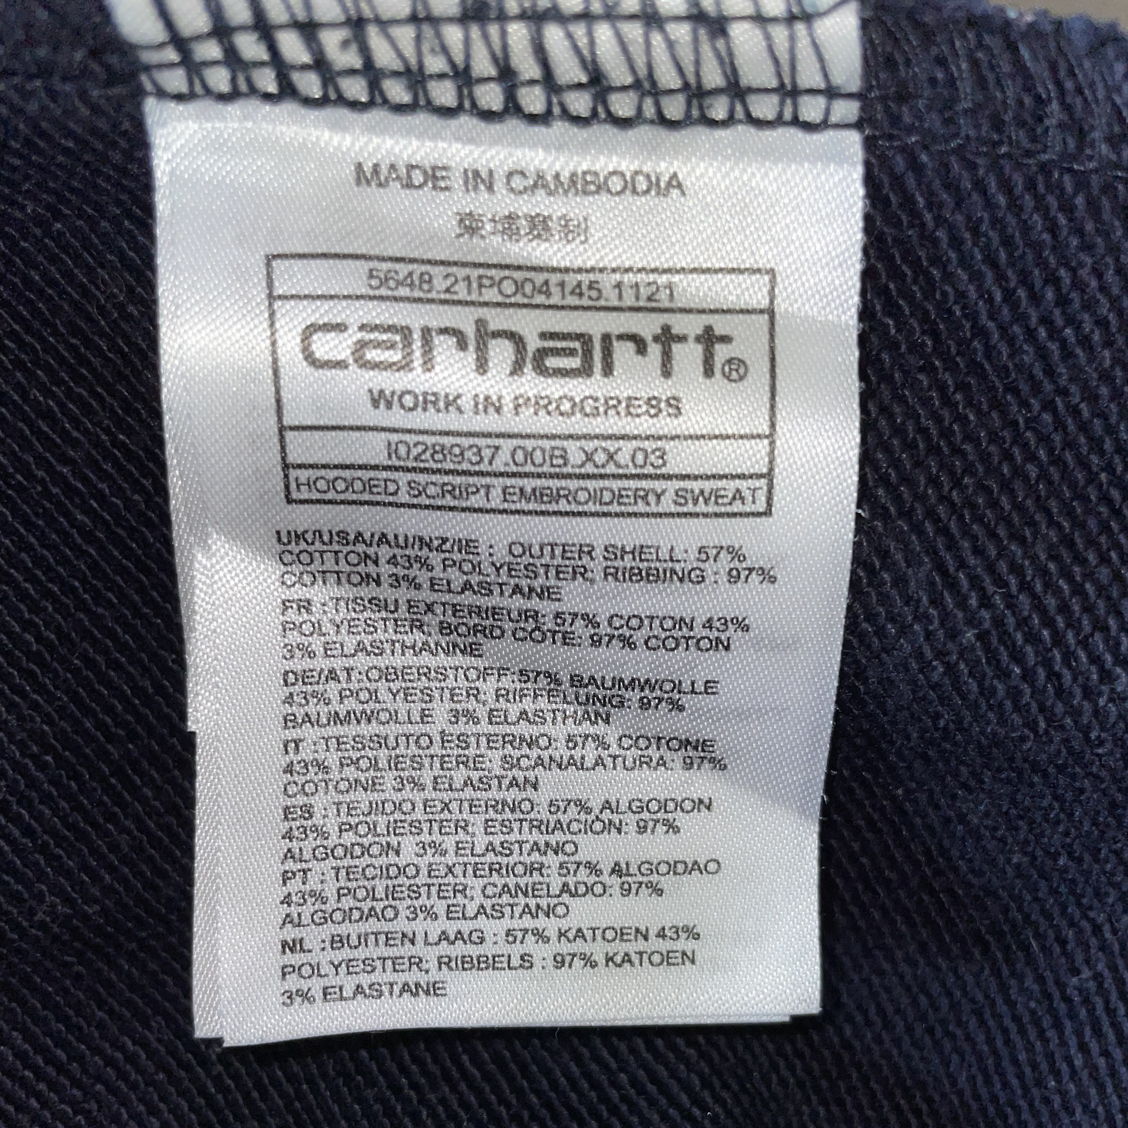 MADE IN CAMBODIA
柬埔寨制
5648.21PO04145.1121
carhartt®
WORK IN PROGRESS
I028937.00B.XX.03
HOODED SCRIPT EMBROIDERY SWEAT
UK/USA/AU/NZ/IE : OUTER SHELL: 57%
COTTON 43% POLYESTER; RIBBING : 97%
COTTON 3% ELASTANE
FR :TISSU EXTERIEUR: 57% COTON 43%
POLYESTER; BORD COTE: 97% COTON
3% ELASTHANNE
DE/AT:OBERSTOFF:57% BAUMWOLLE
43% POLYESTER; RIFFELUNG: 97%
BAUMWOLLE 3% ELASTHAN
IT :TESSUTO ESTERNO: 57% COTONE
43% POLIESTERE; SCANALATURA: 97%
COTONE 3% ELASTAN
ES :TEJIDO EXTERNO: 57% ALGODON
43% POLIESTER; ESTRIACIÓN: 97%
ALGODON 3% ELASTANO
PT : TECIDO EXTERIOR: 57% ALGODAO
43% POLIESTER; CANELADO: 97%
ALGODAO 3% ELASTANO
NL :BUITEN LAAG : 57% KATOEN 43%
POLYESTER; RIBBELS : 97% KATOEN
3% ELASTANE